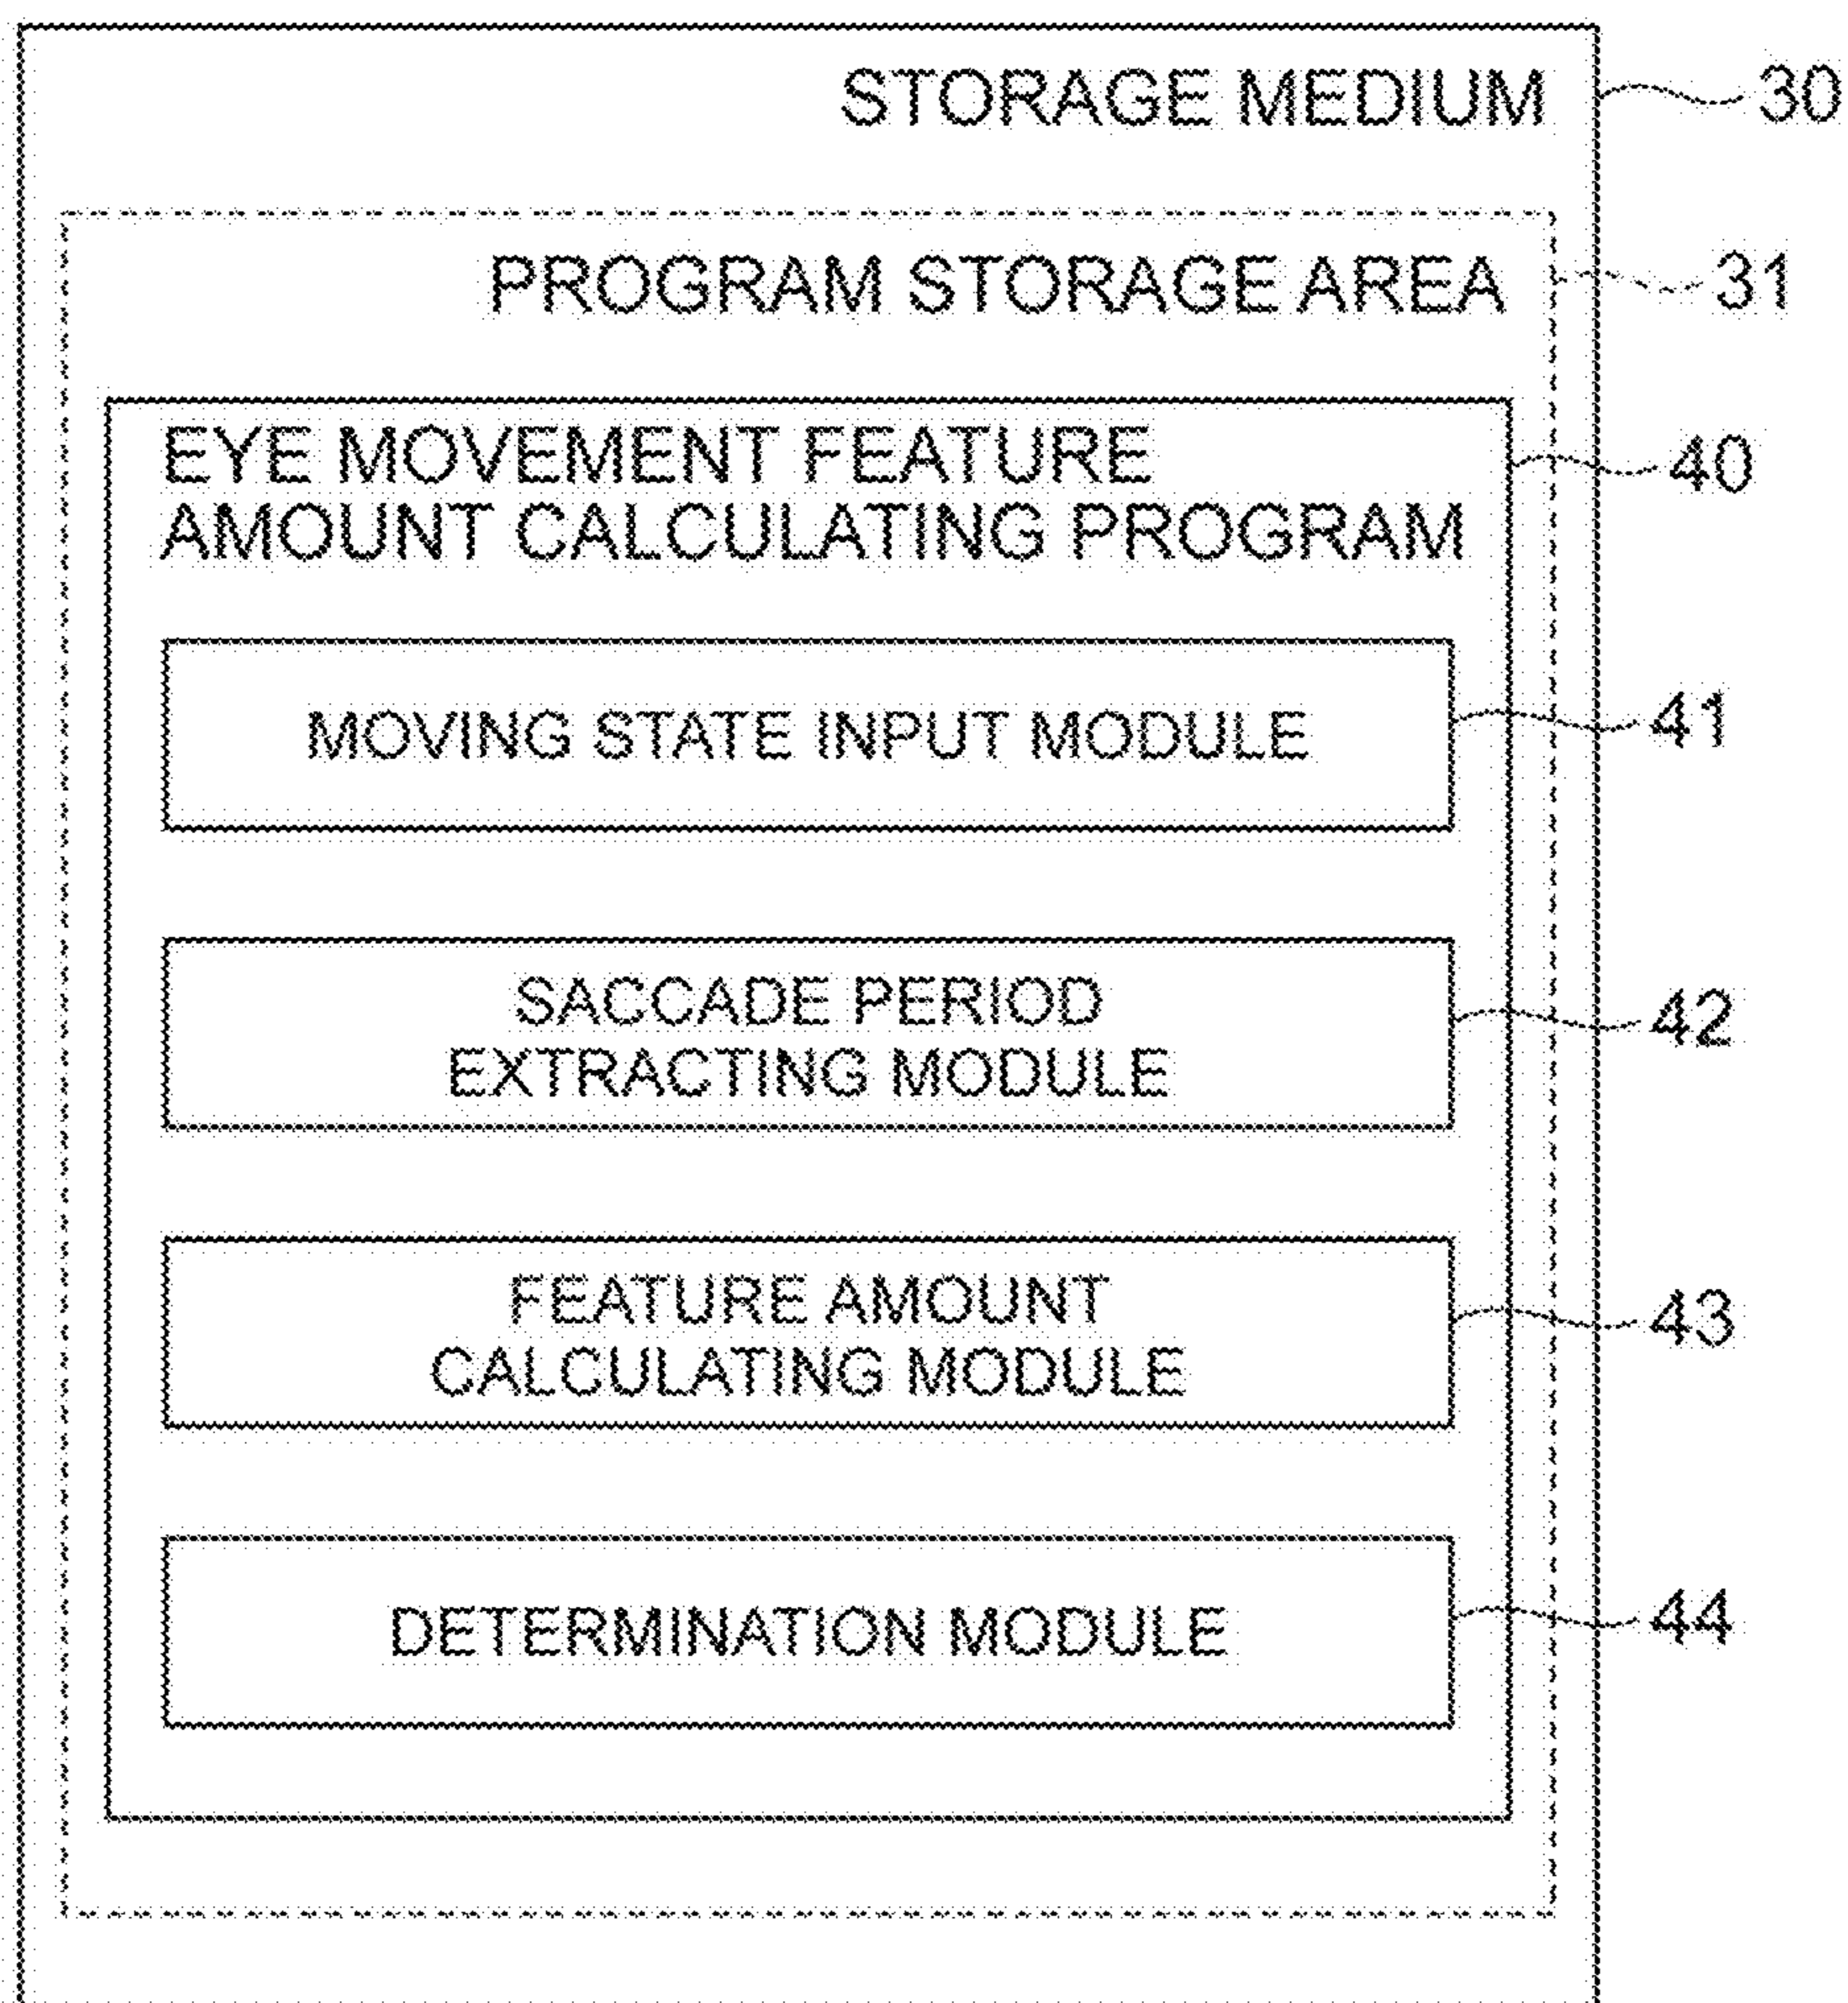 STORAGE MEDIUM 30
PROGRAM STORAGE AREA 31
EYE MOVEMENT FEATURE 40
AMOUNT CALCULATING PROGRAM
MOVING STATE INPUT MODULE 41
SACCADE PERIOD 42
EXTRACTING MODULE
FEATURE AMOUNT 43
CALCULATING MODULE
DETERMINATION MODULE 44